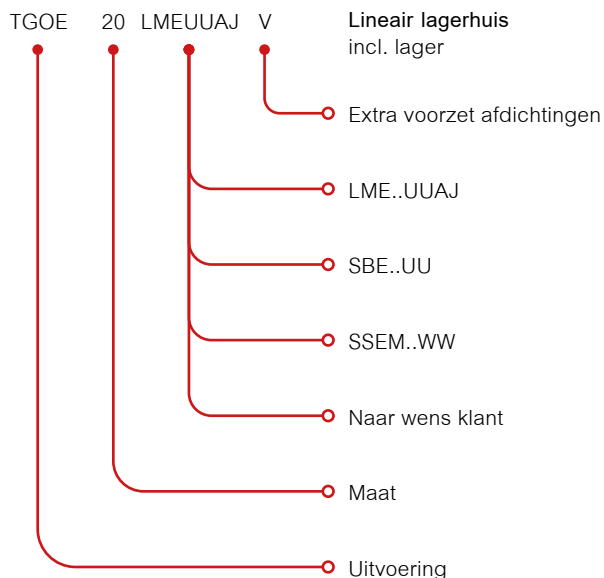 TGOE 20 LMEUUAJ V
Lineair lagerhuis
incl. lager
Extra voorzet afdichtingen
LME..UUAJ
SBE..UU
SSEM..WW
Naar wens klant
Maat
Uitvoering